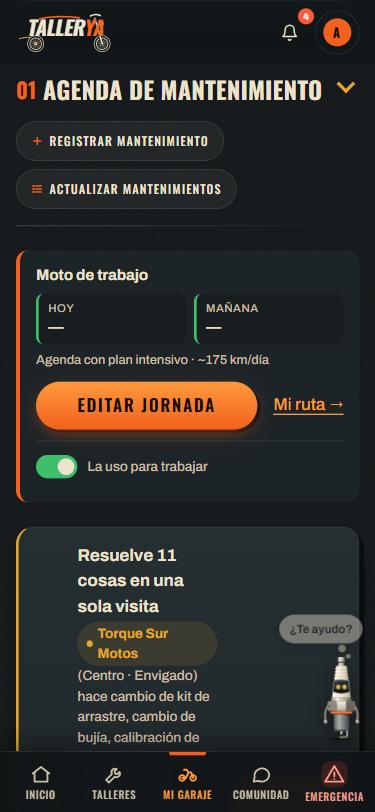 TALLERYA
4
A
01 AGENDA DE MANTENIMIENTO
+ REGISTRAR MANTENIMIENTO
ACTUALIZAR MANTENIMIENTOS
Moto de trabajo
HOY
—
MAÑANA
—
Agenda con plan intensivo · ~175 km/día
EDITAR JORNADA
Mi ruta →
La uso para trabajar
Resuelve 11
cosas en una
sola visita
Torque Sur
Motos
(Centro · Envigado)
hace cambio de kit de
arrastre, cambio de
bujía, calibración de
¿Te ayudo?
INICIO
TALLERES
MI GARAJE
COMUNIDAD
EMERGENCIA